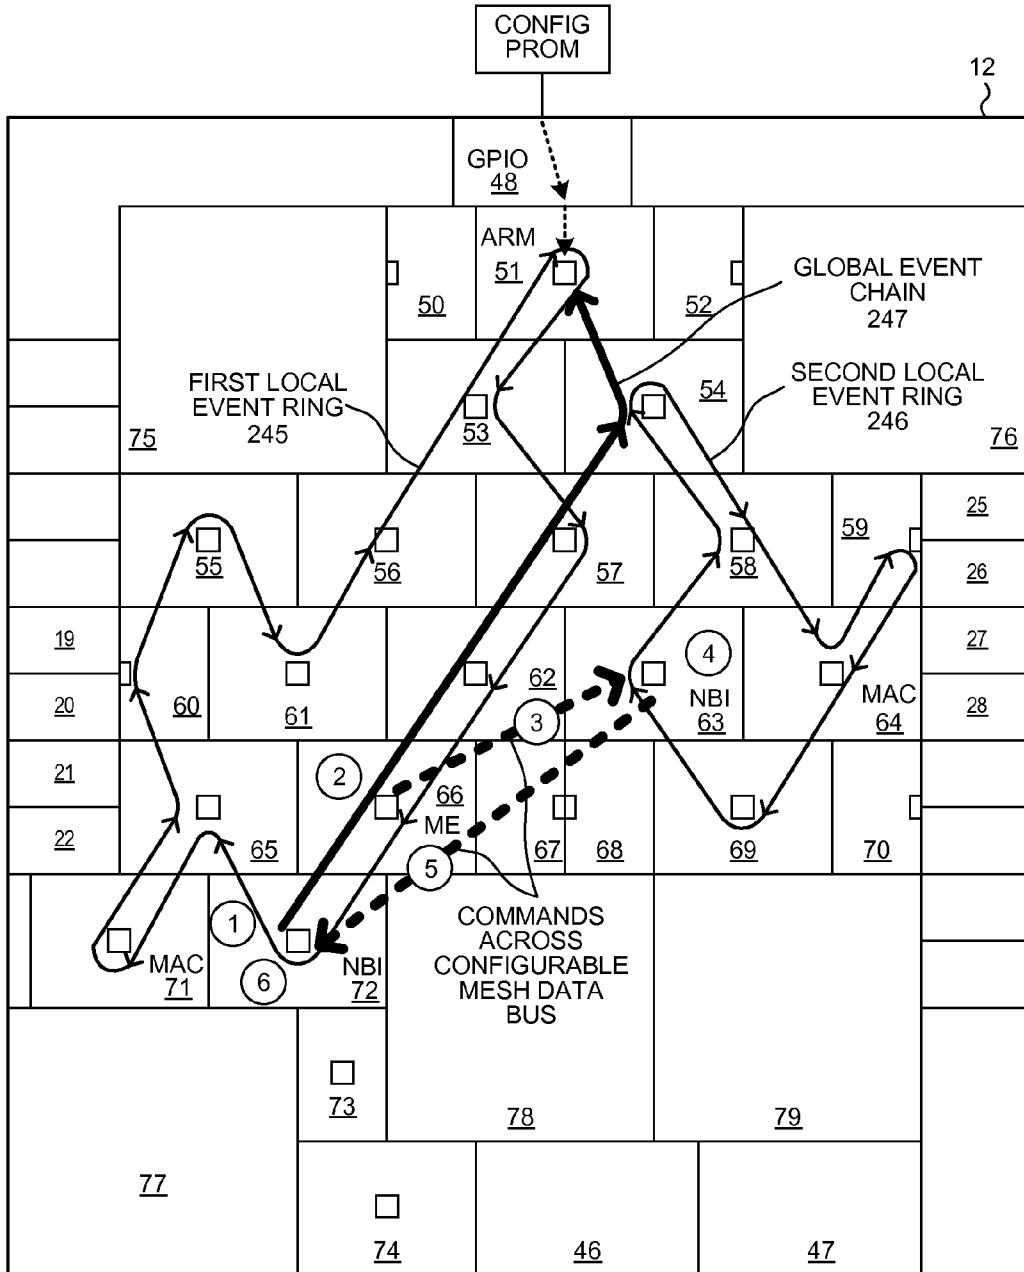 CONFIG
PROM
12
GPIO
48
ARM
51
50
52
GLOBAL EVENT
CHAIN
247
FIRST LOCAL
EVENT RING
245
SECOND LOCAL
EVENT RING
246
53
54
75
76
55
56
57
58
59
25
26
19
20
60
61
62
4
NBI
63
MAC
64
27
28
3
2
21
22
65
66
ME
67
68
69
70
5
1
MAC
71
6
NBI
72
COMMANDS
ACROSS
CONFIGURABLE
MESH DATA
BUS
73
78
79
77
74
46
47